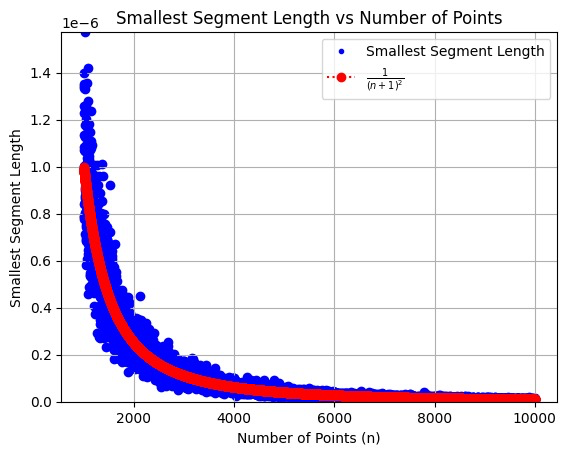 Smallest Segment Length vs Number of Points
1e−6
Smallest Segment Length
1/(n+1)²
1.4
1.2
1.0
0.8
0.6
0.4
0.2
0.0
Smallest Segment Length
2000 4000 6000 8000 10000
Number of Points (n)